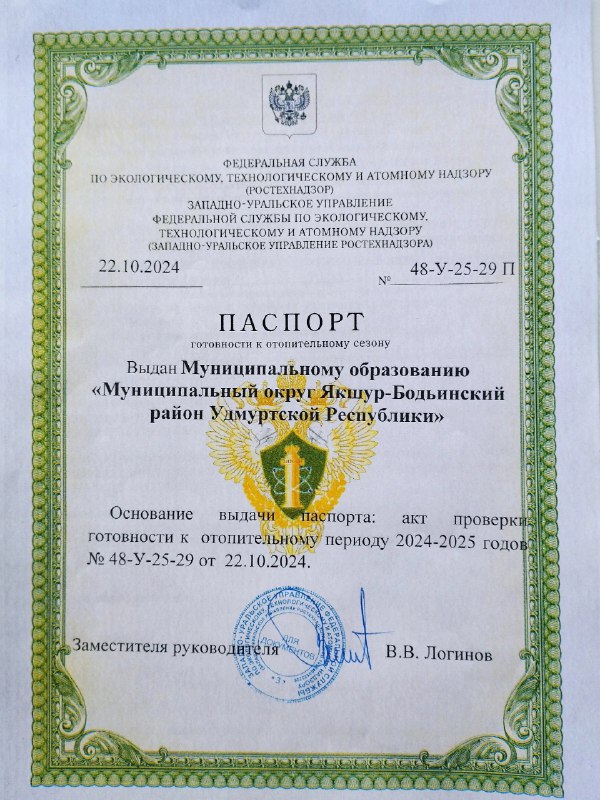 ФЕДЕРАЛЬНАЯ СЛУЖБА
ПО ЭКОЛОГИЧЕСКОМУ, ТЕХНОЛОГИЧЕСКОМУ И АТОМНОМУ НАДЗОРУ
(РОСТЕХНАДЗОР)
ЗАПАДНО-УРАЛЬСКОЕ УПРАВЛЕНИЕ
ФЕДЕРАЛЬНОЙ СЛУЖБЫ ПО ЭКОЛОГИЧЕСКОМУ,
ТЕХНОЛОГИЧЕСКОМУ И АТОМНОМУ НАДЗОРУ
(ЗАПАДНО-УРАЛЬСКОЕ УПРАВЛЕНИЕ РОСТЕХНАДЗОРА)
22.10.2024 № 48-У-25-29 П
ПАСПОРТ
готовности к отопительному сезону
Выдан Муниципальному образованию
«Муниципальный округ Якшур-Бодьинский
район Удмуртской Республики»
Основание выдачи паспорта: акт проверки
готовности к отопительному периоду 2024-2025 годов
№ 48-У-25-29 от 22.10.2024.
Заместителя руководителя В.В. Логинов
ДЛЯ
ДОКУМЕНТОВ